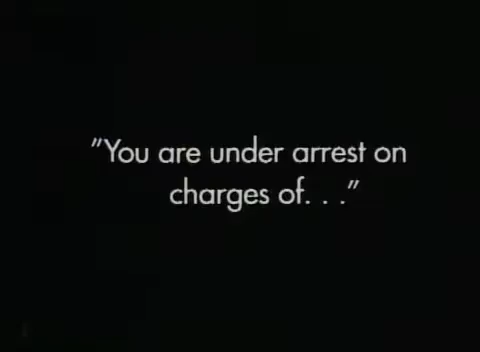 "You are under arrest on
charges of. . ."